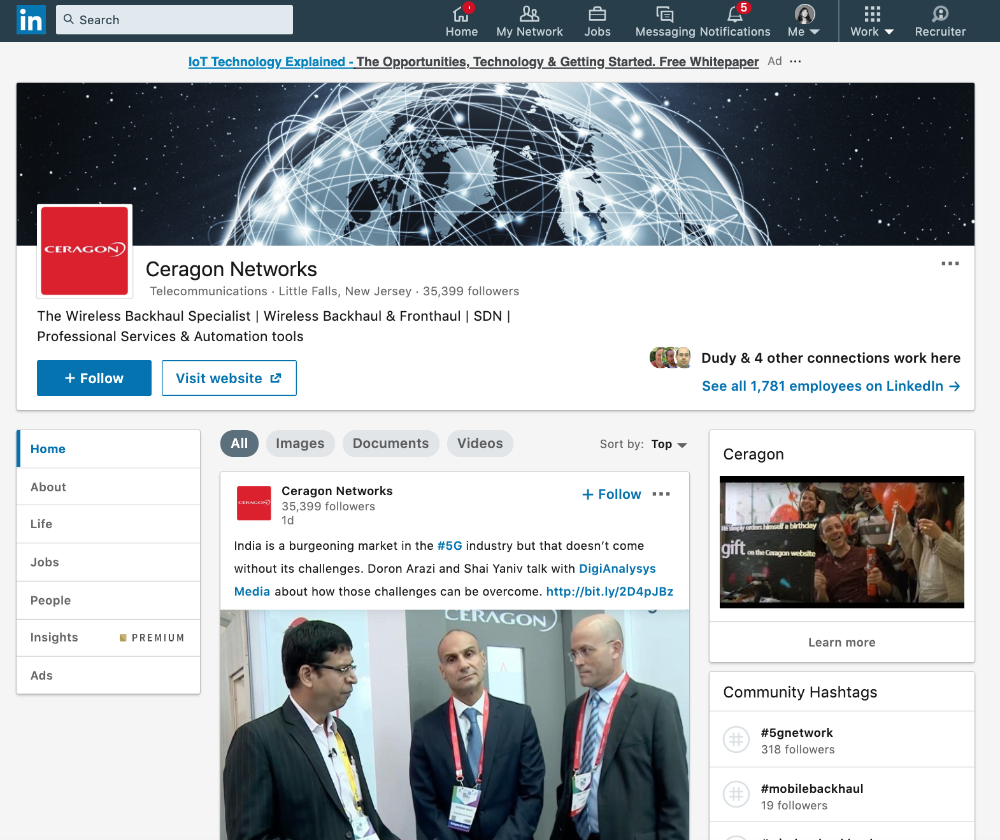 in
Search
Home
My Network
Jobs
Messaging
Notifications
5
Me
Work
Recruiter
IoT Technology Explained - The Opportunities, Technology & Getting Started. Free Whitepaper Ad ...
CERAGON
Ceragon Networks
Telecommunications · Little Falls, New Jersey · 35,399 followers
The Wireless Backhaul Specialist | Wireless Backhaul & Fronthaul | SDN |
Professional Services & Automation tools
+ Follow
Visit website
Dudy & 4 other connections work here
See all 1,781 employees on LinkedIn →
Home
About
Life
Jobs
People
Insights PREMIUM
Ads
All
Images
Documents
Videos
Sort by: Top
CERAGON
Ceragon Networks
35,399 followers
1d
+ Follow
India is a burgeoning market in the #5G industry but that doesn't come
without its challenges. Doron Arazi and Shai Yaniv talk with DigiAnalysys
Media about how those challenges can be overcome. http://bit.ly/2D4pJBz
CERAGON
Ceragon
He simply orders himself a birthday
gift on the Ceragon website
Learn more
Community Hashtags
#5gnetwork
318 followers
#mobilebackhaul
19 followers